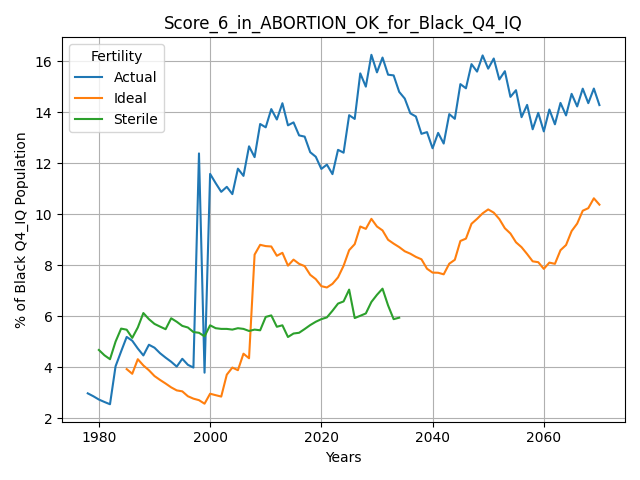 Score_6_in_ABORTION_OK_for_Black_Q4_IQ
Fertility
Actual
Ideal
Sterile
% of Black Q4_IQ Population
16
14
12
10
8
6
4
2
1980 2000 2020 2040 2060
Years